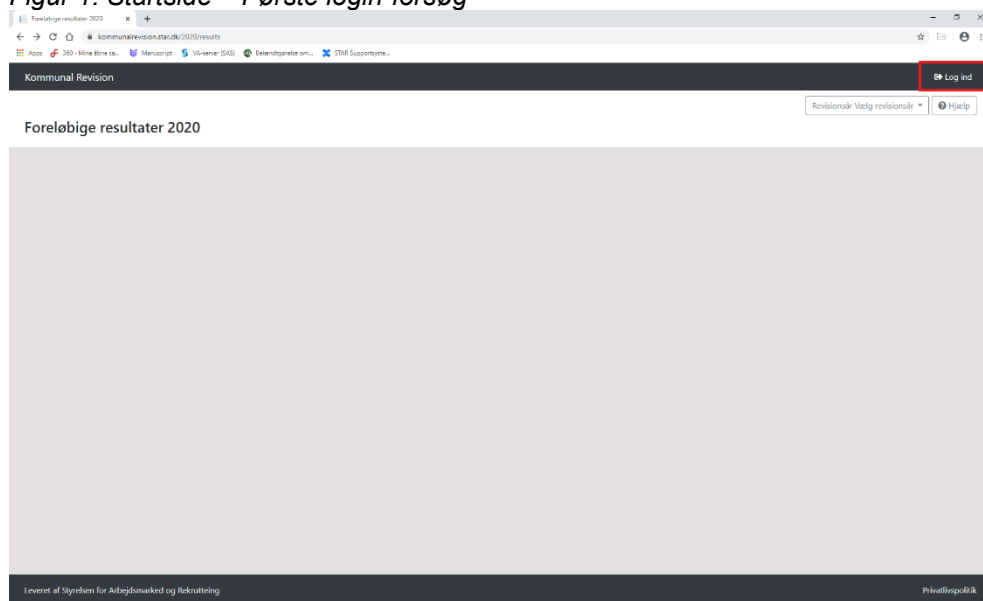 Figur 1: Startside – Første login forsøg
Foreløbige resultater 2020
kommunalrevision.star.dk/2020/results
Apps 360 - Mine åbne sa... Manuscript VA-server (SAS) Bekendtgørelse om... STAR Supportsyste...
Kommunal Revision Log ind
Revisionsår Vælg revisionsår Hjælp
Foreløbige resultater 2020
Leveret af Styrelsen for Arbejdsmarked og Rekruttering Privatlivspolitik